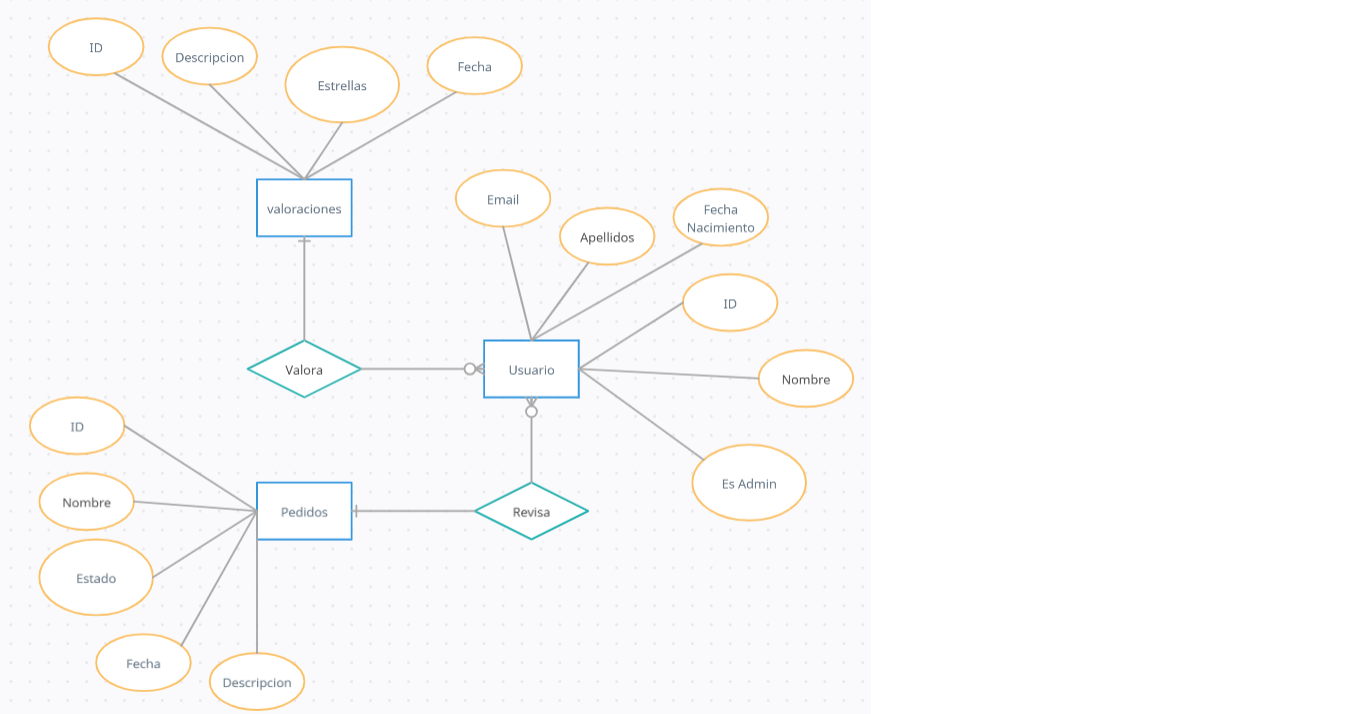 ID
Descripcion
Estrellas
Fecha
valoraciones
Email
Apellidos
Fecha
Nacimiento
ID
Valora
Usuario
Nombre
ID
Nombre
Es Admin
Pedidos
Revisa
Estado
Fecha
Descripcion